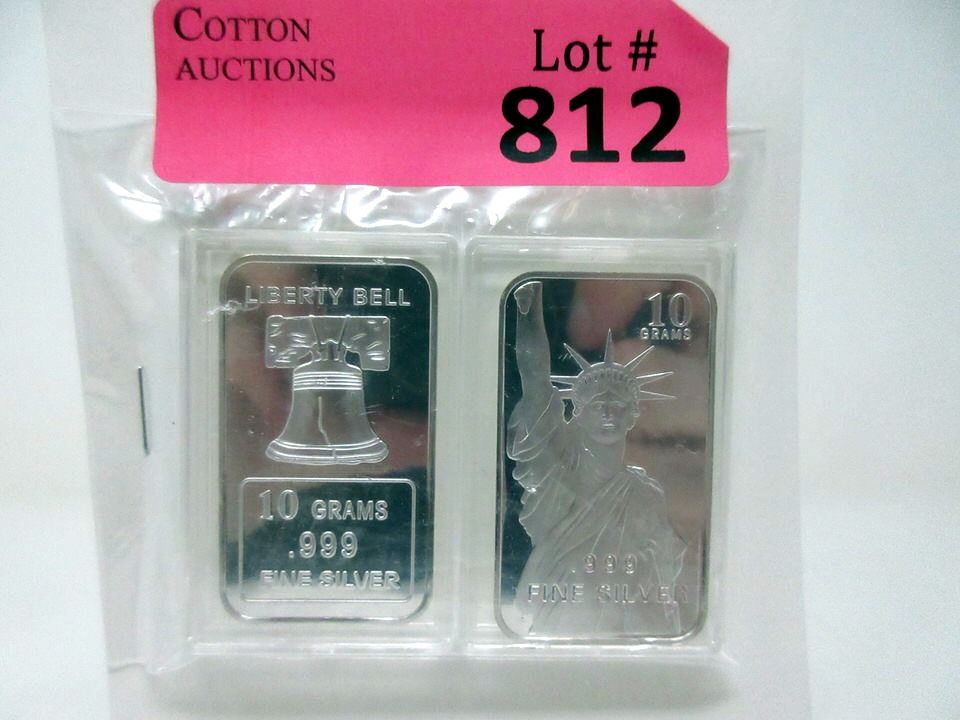 COTTON
AUCTIONS
Lot #
812
LIBERTY BELL
10 GRAMS
.999
FINE SILVER
10
GRAMS
.999
FINE SILVER